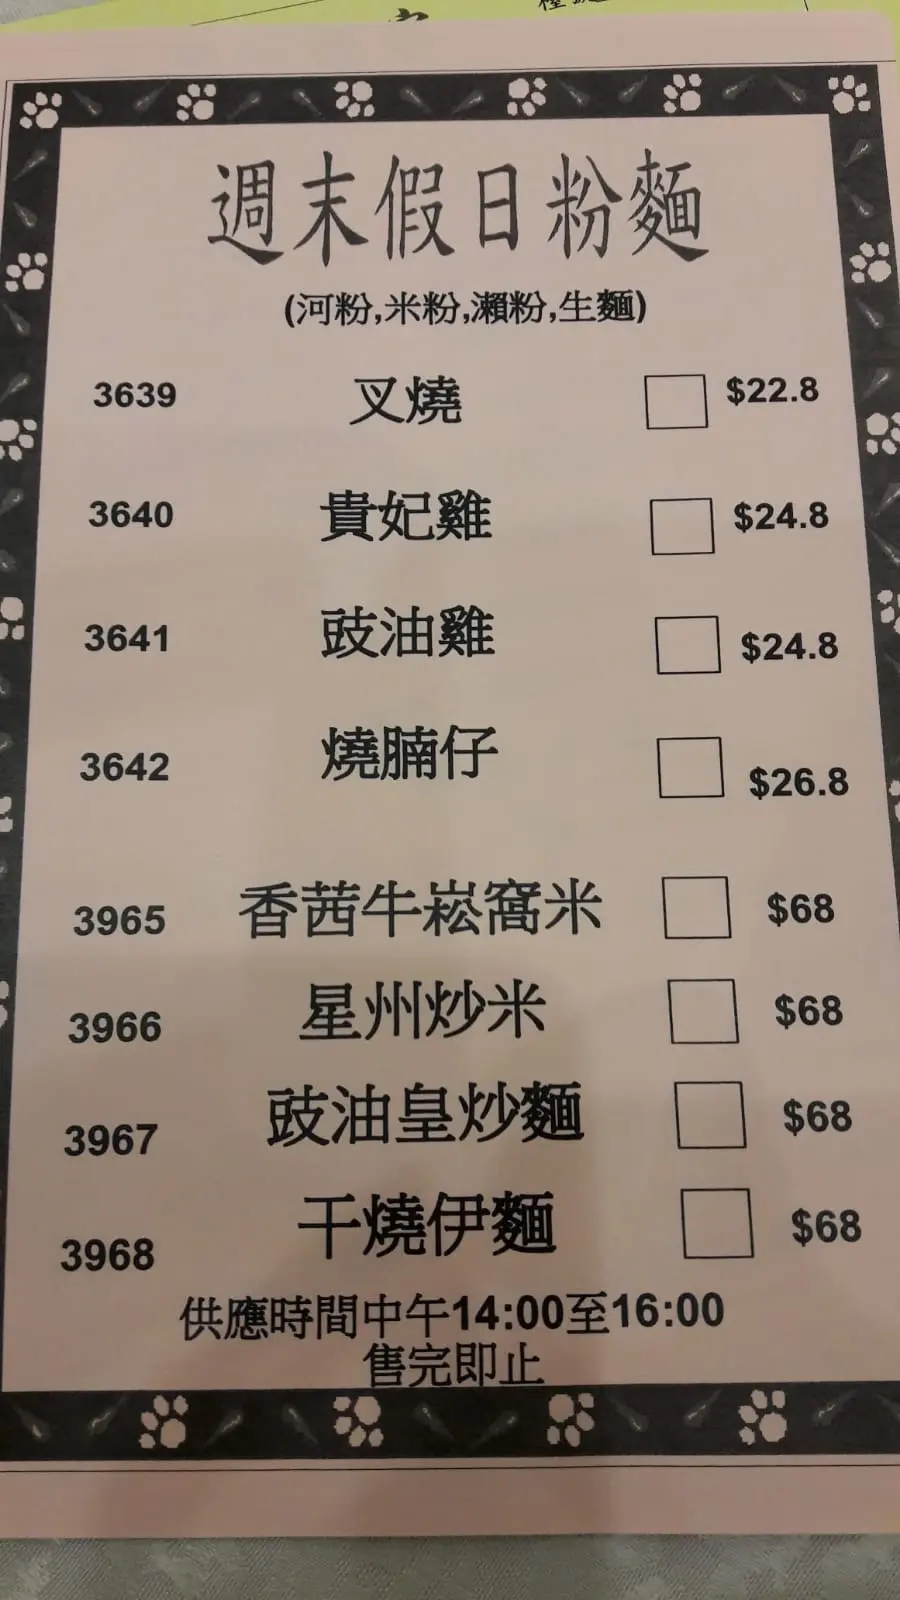 週末假日粉麵
(河粉,米粉,瀨粉,生麵)
3639 叉燒 $22.8
3640 貴妃雞 $24.8
3641 豉油雞 $24.8
3642 燒腩仔 $26.8
3965 香茜牛崧窩米 $68
3966 星州炒米 $68
3967 豉油皇炒麵 $68
3968 干燒伊麵 $68
供應時間中午14:00至16:00
售完即止